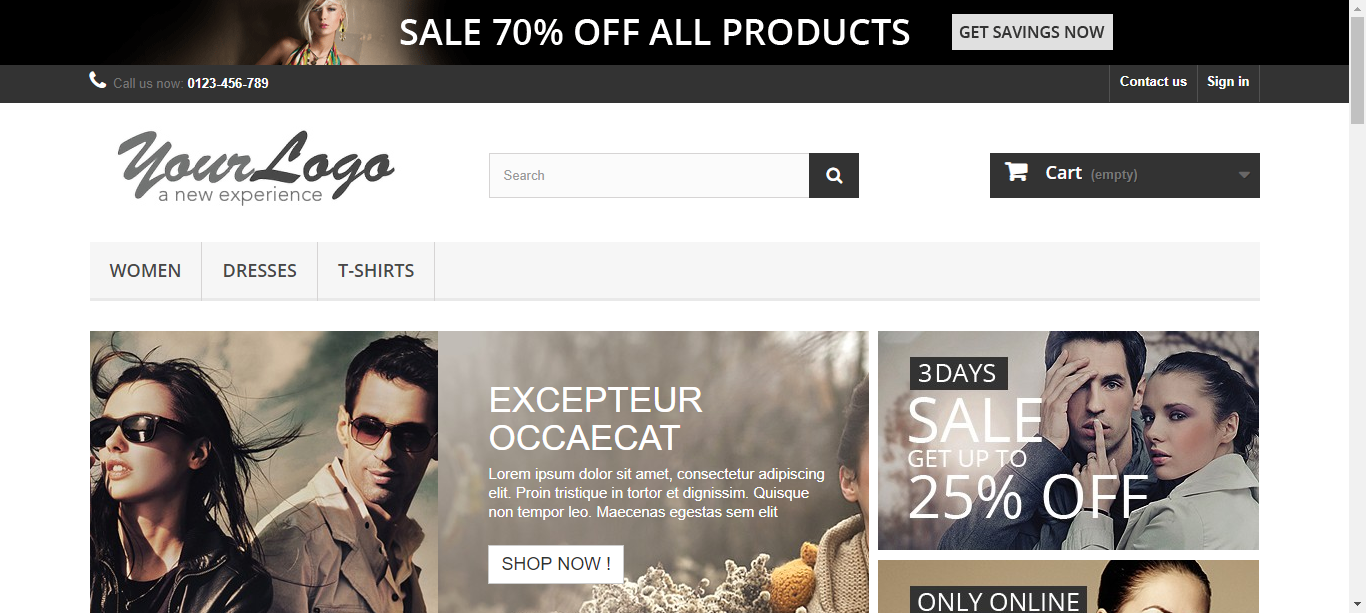 SALE 70% OFF ALL PRODUCTS
GET SAVINGS NOW
Call us now: 0123-456-789
Contact us
Sign in
YourLogo
a new experience
Search
Cart (empty)
WOMEN
DRESSES
T-SHIRTS
EXCEPTEUR
OCCAECAT
Lorem ipsum dolor sit amet, consectetur adipiscing
elit. Proin tristique in tortor et dignissim. Quisque
non tempor leo. Maecenas egestas sem elit
SHOP NOW !
3 DAYS
SALE
GET UP TO
25% OFF
ONLY ONLINE